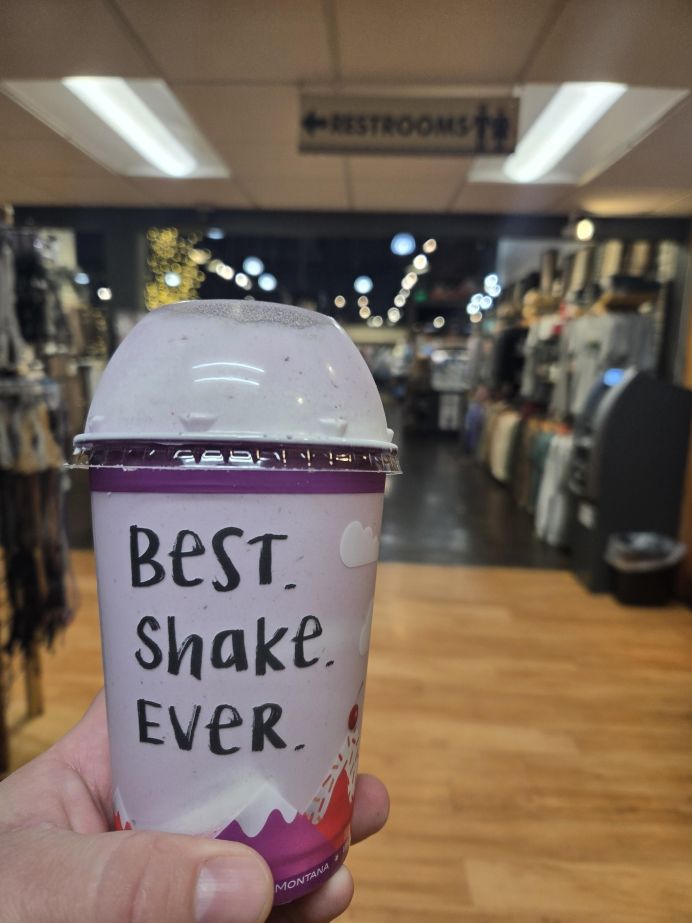 ←RESTROOMS
BEST.
Shake.
EVER.
MONTANA